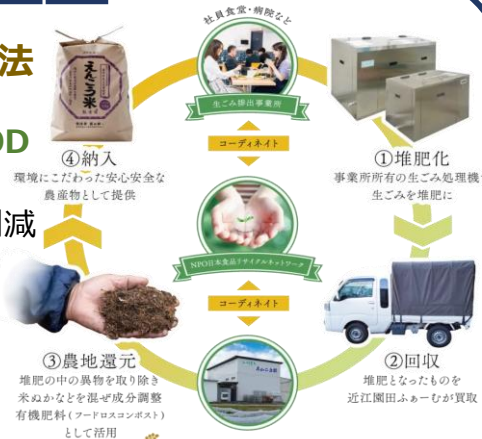 法
OD
減
社員食堂・病院など
生ごみ排出事業所
コーディネイト
えんそう米
④納入
環境にこだわった安心安全な
農産物として提供
①堆肥化
事業所所有の生ごみ処理機
生ごみを堆肥に
NPO日本食品リサイクルネットワーク
コーディネイト
③農地還元
堆肥の中の異物を取り除き
米ぬかなどを混ぜ成分調整
有機肥料(フードロスコンポスト)
として活用
②回収
堆肥となったものを
近江園田ふぁーむが買取